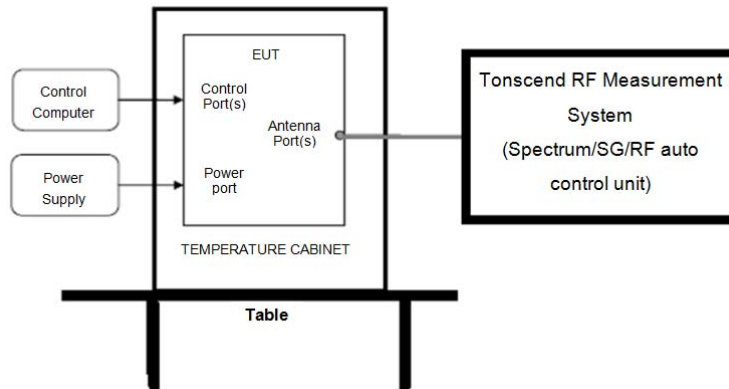 Control
Computer
Power
Supply
EUT
Control
Port(s)
Antenna
Port(s)
Power
port
TEMPERATURE CABINET
Table
Tonscend RF Measurement
System
(Spectrum/SG/RF auto
control unit)